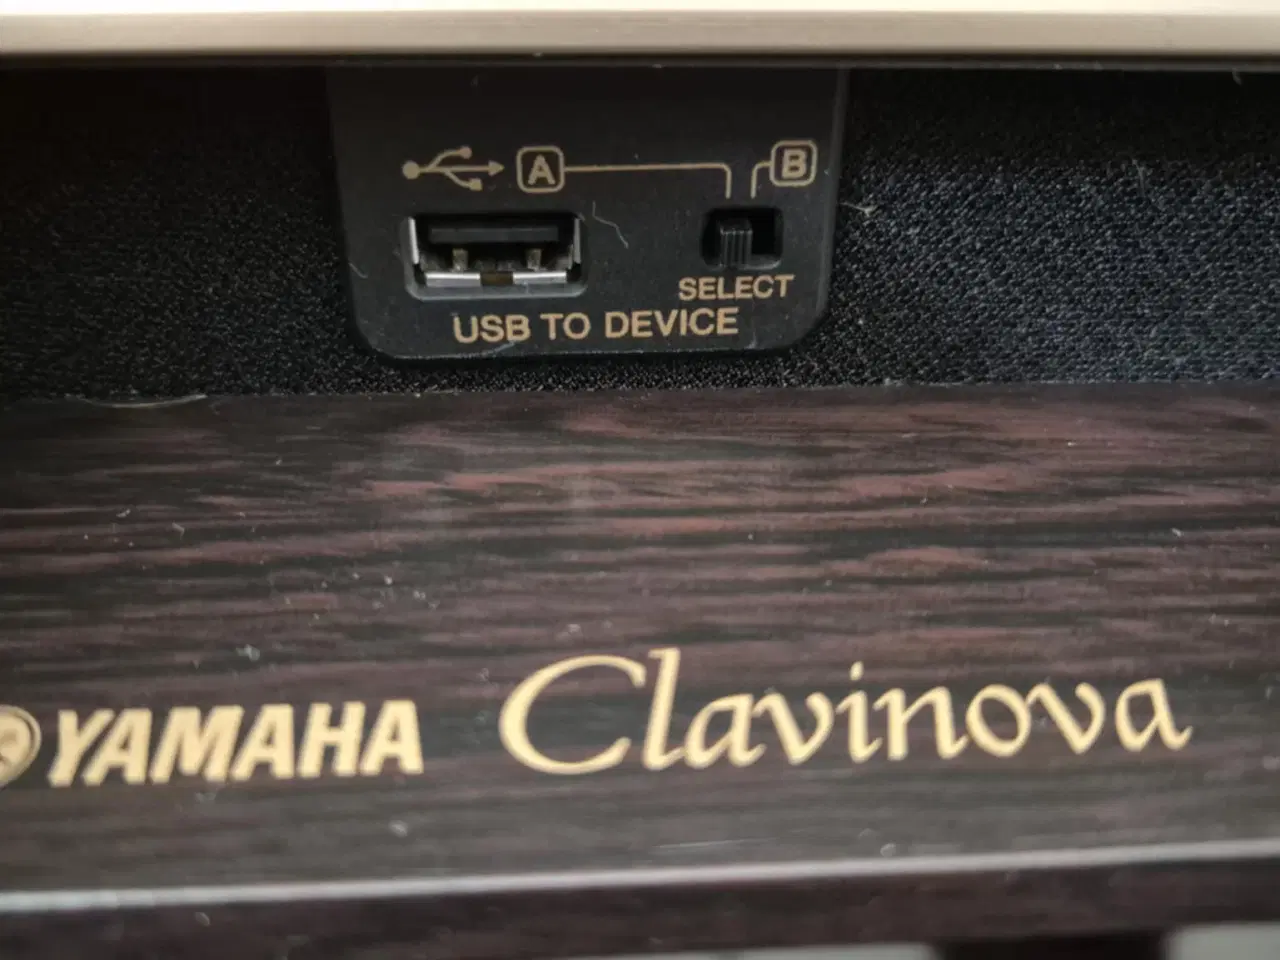 A B
SELECT
USB TO DEVICE
YAMAHA Clavinova